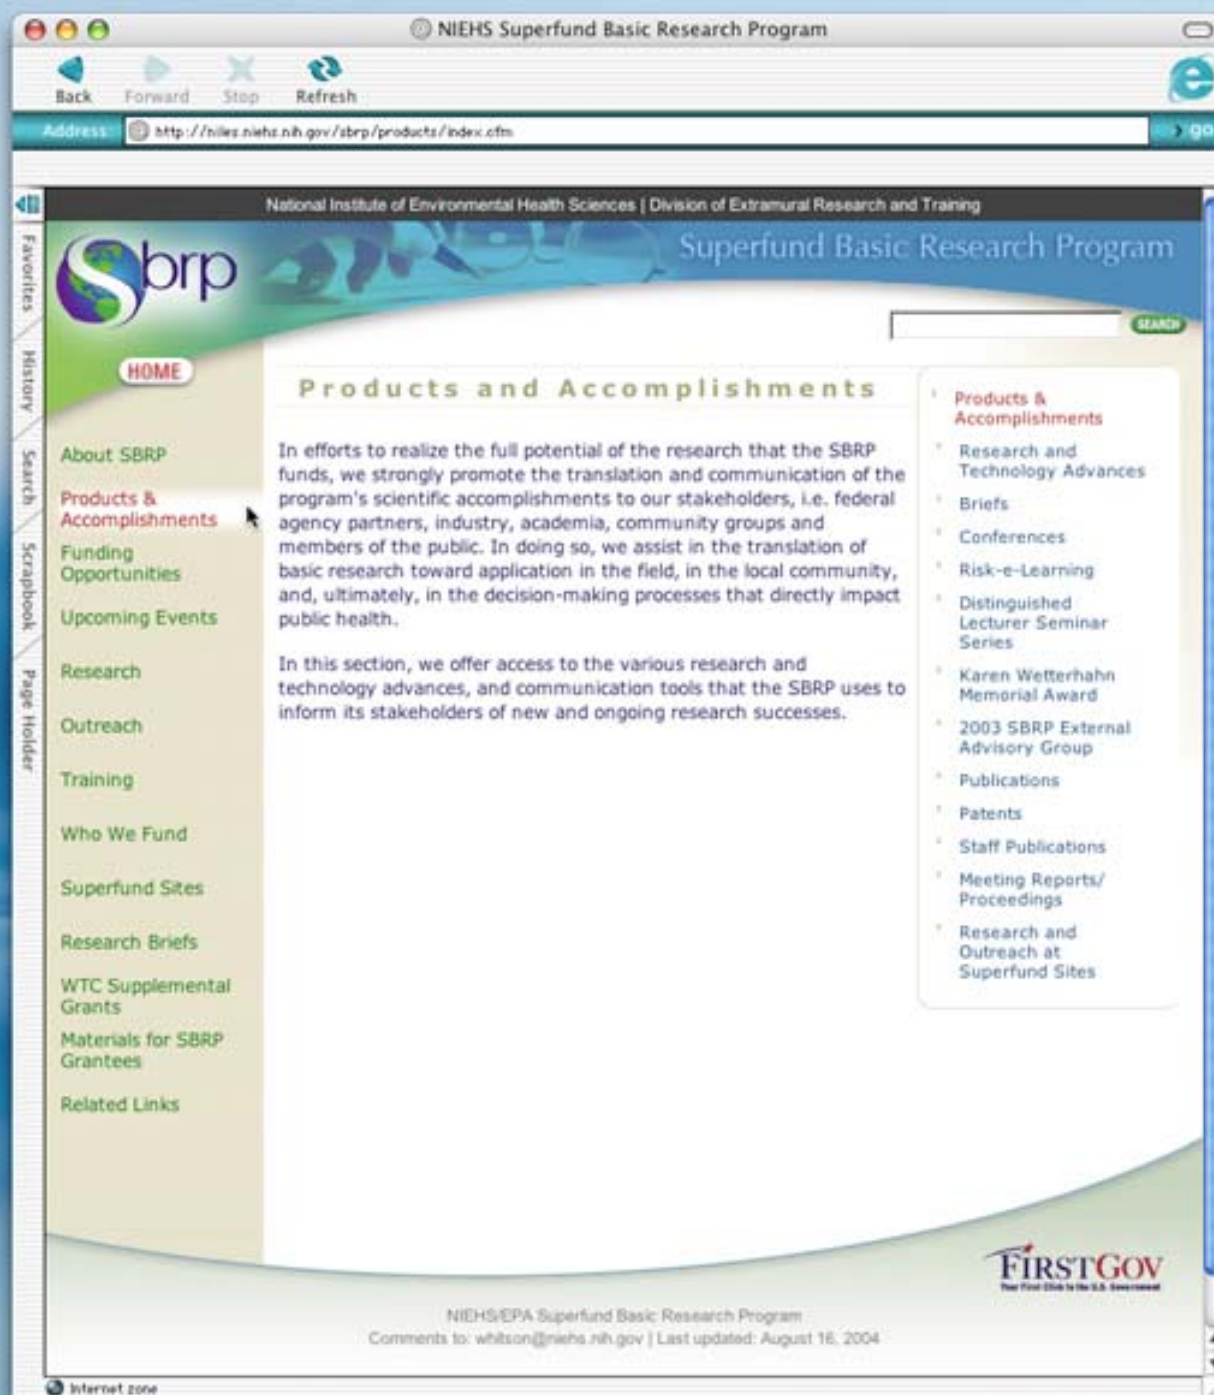 NIEHS Superfund Basic Research Program
Back Forward Stop Refresh
Address: http://niles.niehs.nih.gov/sbrp/products/index.cfm go
Favorites
History
Search
Scrapbook
Page Holder
National Institute of Environmental Health Sciences | Division of Extramural Research and Training
Sbrp
Superfund Basic Research Program
SEARCH
HOME
About SBRP
Products &
Accomplishments
Funding
Opportunities
Upcoming Events
Research
Outreach
Training
Who We Fund
Superfund Sites
Research Briefs
WTC Supplemental
Grants
Materials for SBRP
Grantees
Related Links
Products and Accomplishments
In efforts to realize the full potential of the research that the SBRP
funds, we strongly promote the translation and communication of the
program's scientific accomplishments to our stakeholders, i.e. federal
agency partners, industry, academia, community groups and
members of the public. In doing so, we assist in the translation of
basic research toward application in the field, in the local community,
and, ultimately, in the decision-making processes that directly impact
public health.
In this section, we offer access to the various research and
technology advances, and communication tools that the SBRP uses to
inform its stakeholders of new and ongoing research successes.
Products &
Accomplishments
Research and
Technology Advances
Briefs
Conferences
Risk-e-Learning
Distinguished
Lecturer Seminar
Series
Karen Wetterhahn
Memorial Award
2003 SBRP External
Advisory Group
Publications
Patents
Staff Publications
Meeting Reports/
Proceedings
Research and
Outreach at
Superfund Sites
FIRSTGOV
Your First Click to the U.S. Government
NIEHS/EPA Superfund Basic Research Program
Comments to: whitson@niehs.nih.gov | Last updated: August 16, 2004
Internet zone